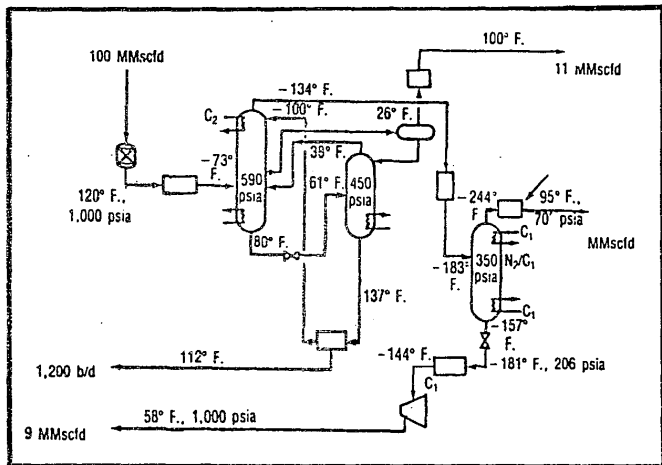 100 MMscfd
120° F.,
1,000 psia
C₂
−73°
F.
−134° F.
−100° F.
590
psia
80° F.
39° F.
61° F.
450
psia
137° F.
26° F.
100° F.
11 MMscfd
−244°
F
95° F.,
70 psia
MMscfd
C₁
N₂/C₁
350
psia
C₁
−183°
F.
−157°
F.
−181° F., 206 psia
−144° F.
C₁
112° F.
1,200 b/d
58° F., 1,000 psia
9 MMscfd